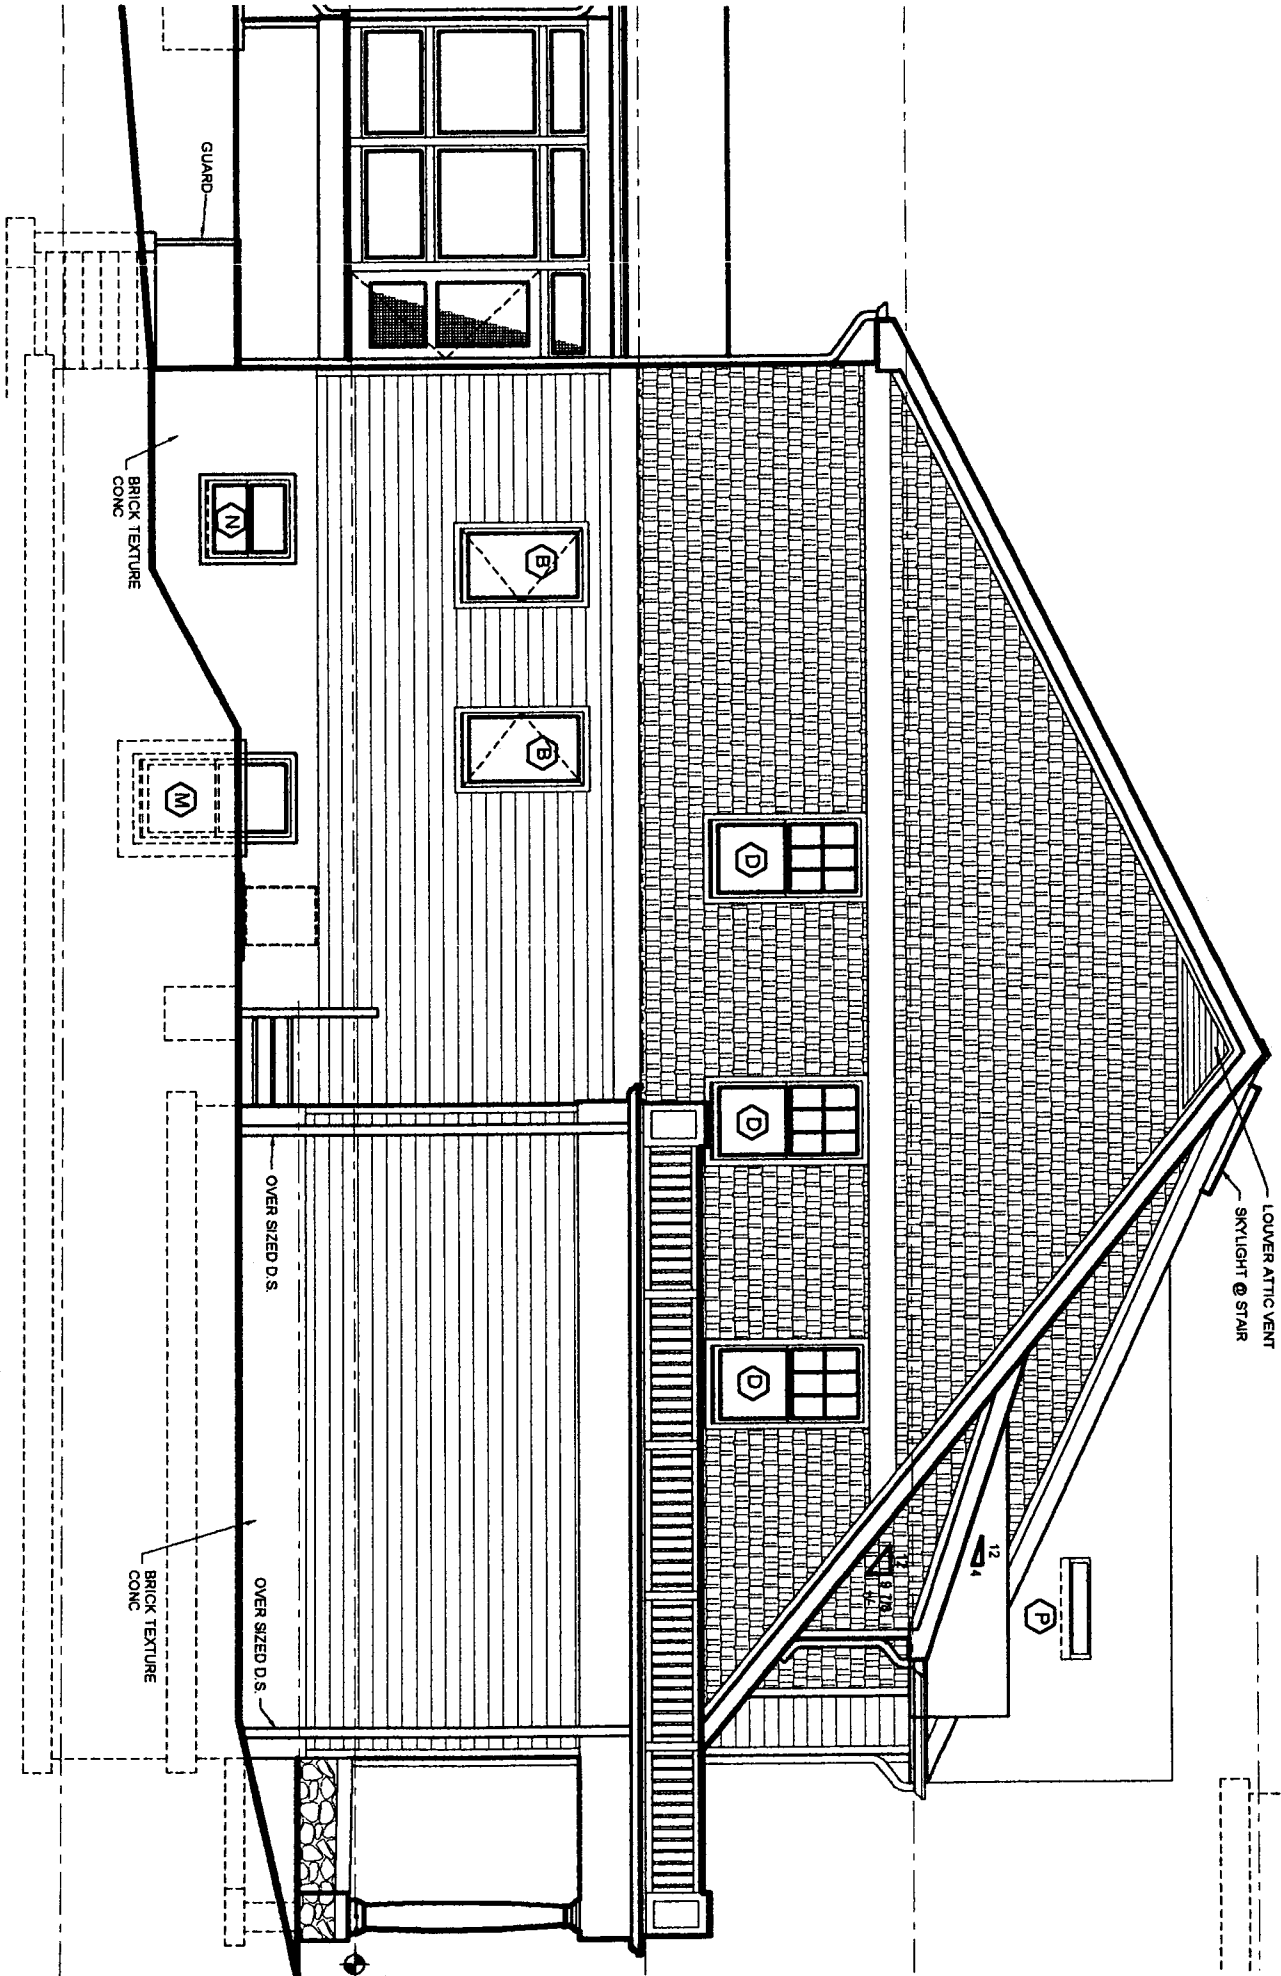 LOUVER ATTIC VENT
SKYLIGHT @ STAIR
12
4
12
9 7/8
+/-
P
D
D
D
B
B
N
M
GUARD
BRICK TEXTURE
CONC
OVER SIZED D.S.
OVER SIZED D.S.
BRICK TEXTURE
CONC